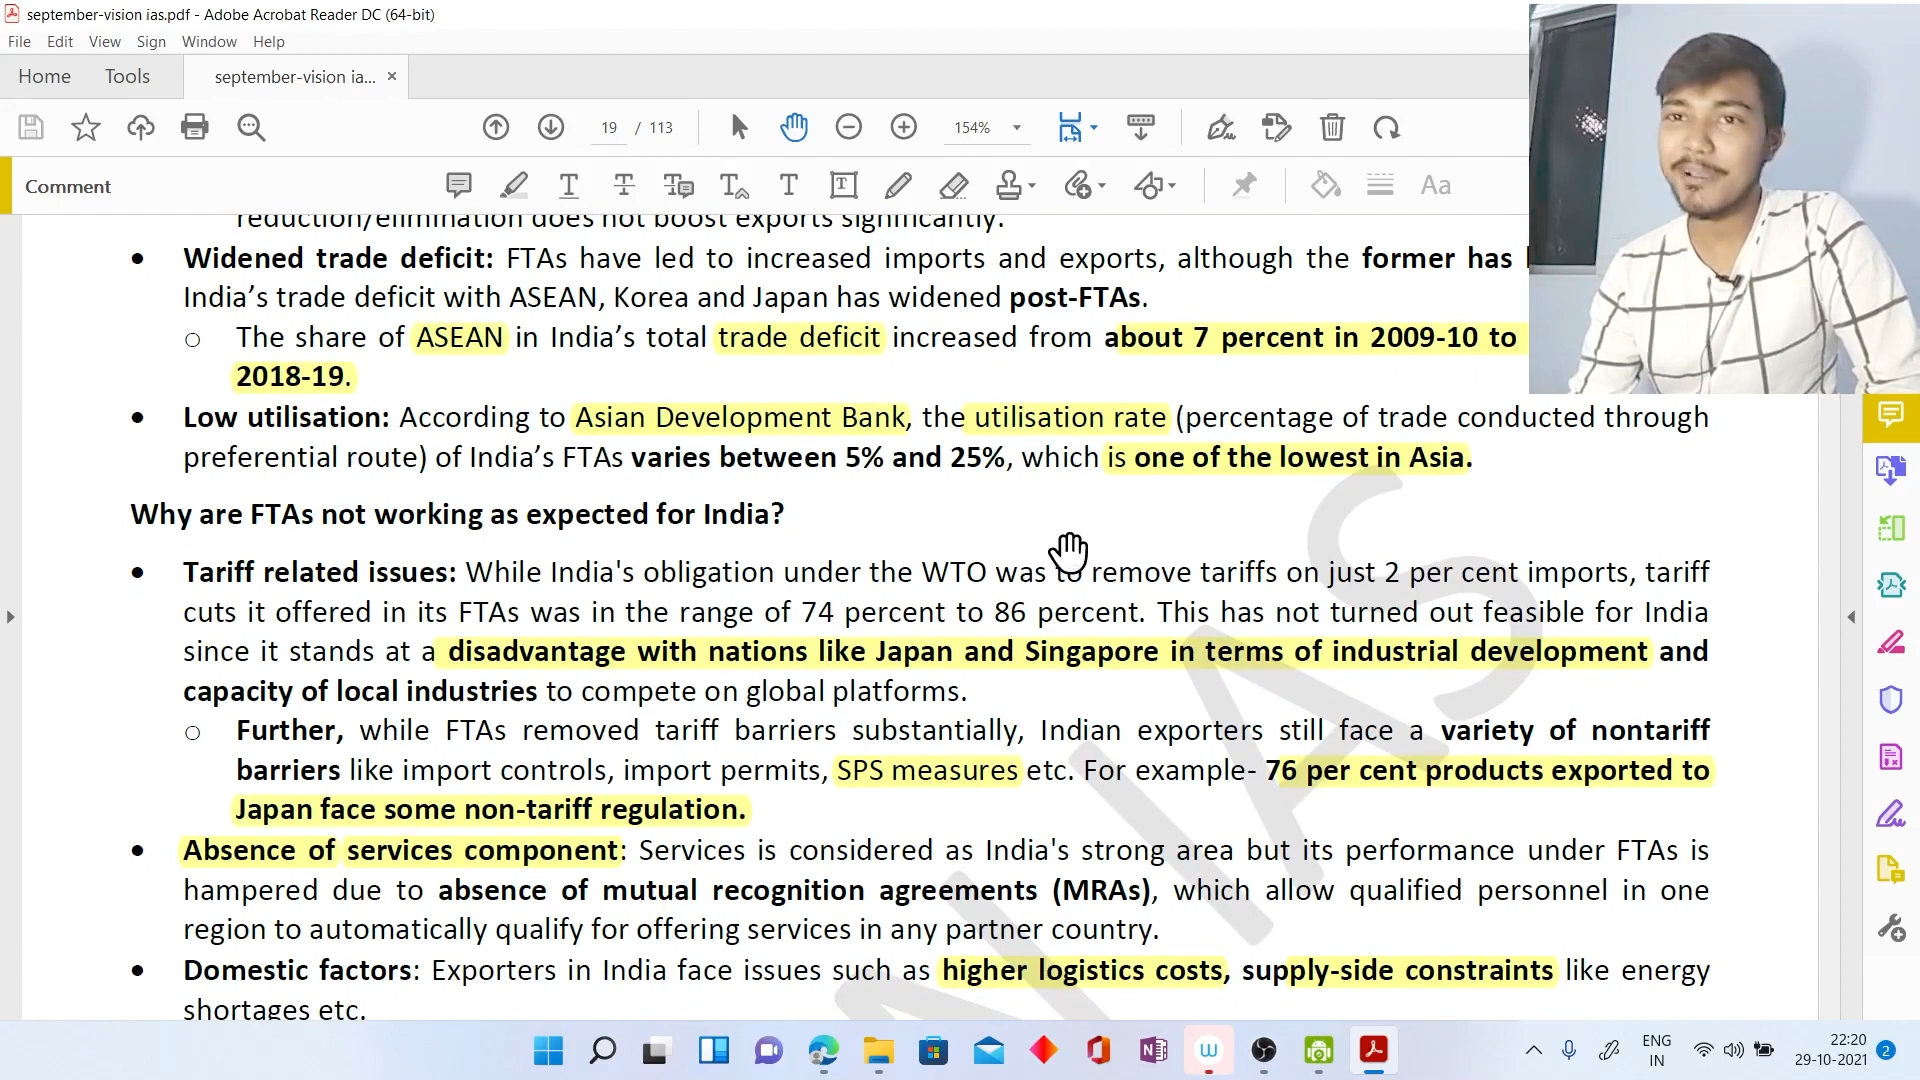 september-vision ias.pdf - Adobe Acrobat Reader DC (64-bit)
File Edit View Sign Window Help
Home Tools september-vision ia... ×
19 / 113 154%
Comment
Aa
reduction/elimination does not boost exports significantly.
• Widened trade deficit: FTAs have led to increased imports and exports, although the former has
India's trade deficit with ASEAN, Korea and Japan has widened post-FTAs.
o The share of ASEAN in India's total trade deficit increased from about 7 percent in 2009-10 to
2018-19.
• Low utilisation: According to Asian Development Bank, the utilisation rate (percentage of trade conducted through
preferential route) of India's FTAs varies between 5% and 25%, which is one of the lowest in Asia.
Why are FTAs not working as expected for India?
• Tariff related issues: While India's obligation under the WTO was to remove tariffs on just 2 per cent imports, tariff
cuts it offered in its FTAs was in the range of 74 percent to 86 percent. This has not turned out feasible for India
since it stands at a disadvantage with nations like Japan and Singapore in terms of industrial development and
capacity of local industries to compete on global platforms.
o Further, while FTAs removed tariff barriers substantially, Indian exporters still face a variety of nontariff
barriers like import controls, import permits, SPS measures etc. For example- 76 per cent products exported to
Japan face some non-tariff regulation.
• Absence of services component: Services is considered as India's strong area but its performance under FTAs is
hampered due to absence of mutual recognition agreements (MRAs), which allow qualified personnel in one
region to automatically qualify for offering services in any partner country.
• Domestic factors: Exporters in India face issues such as higher logistics costs, supply-side constraints like energy
shortages etc.
N IAS
ENG
IN
22:20
29-10-2021
2